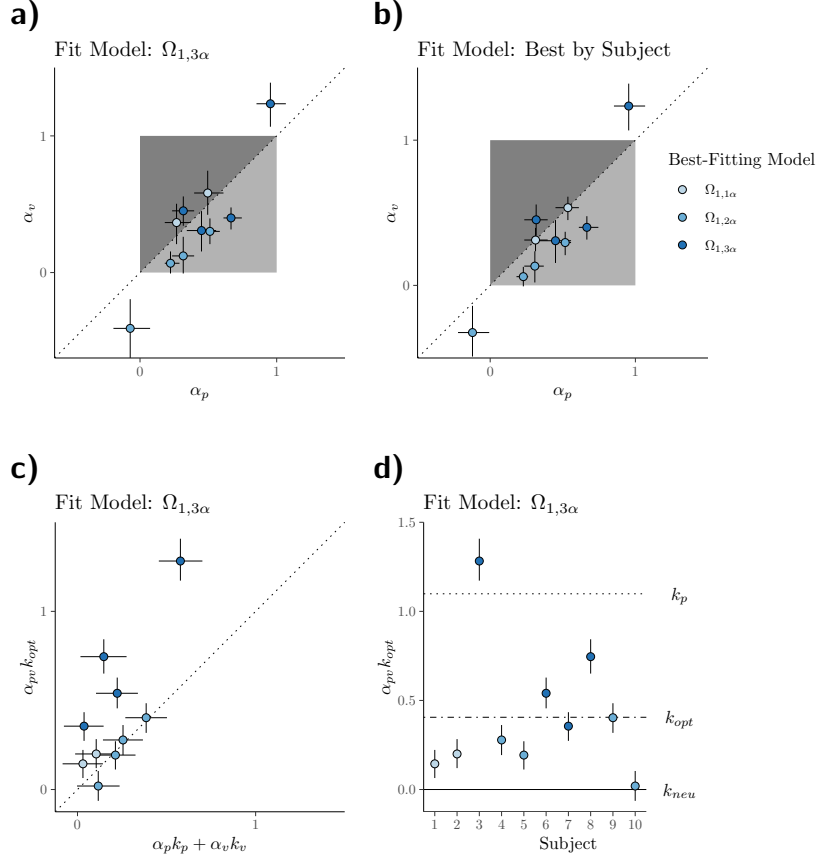 a)
Fit Model: Ω1,3α
1
0
αv
0 1
αp
b)
Fit Model: Best by Subject
1
0
αv
0 1
αp
Best-Fitting Model
Ω1,1α
Ω1,2α
Ω1,3α
c)
Fit Model: Ω1,3α
1
0
αpvkopt
0 1
αpkp + αvkv
d)
Fit Model: Ω1,3α
1.5
1.0
0.5
0.0
αpvkopt
kp
kopt
kneu
1 2 3 4 5 6 7 8 9 10
Subject